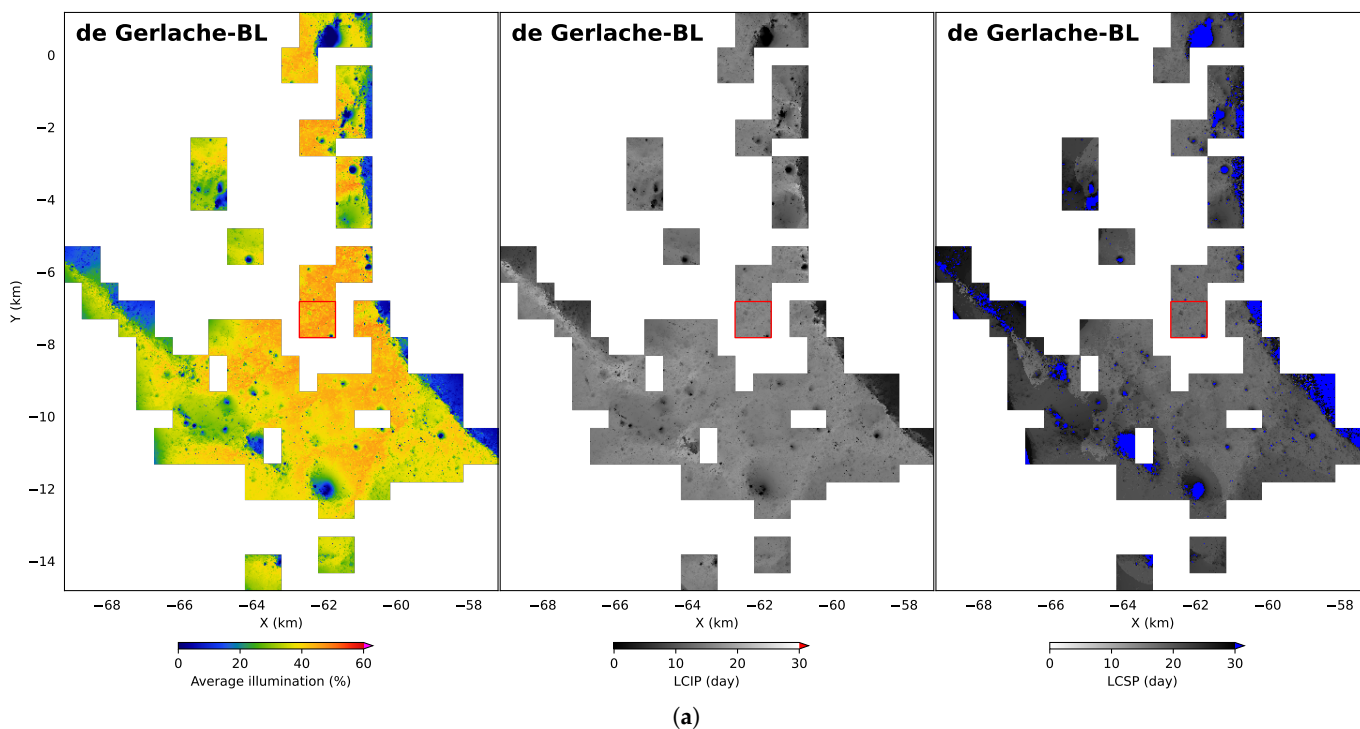 de Gerlache-BL de Gerlache-BL de Gerlache-BL
0
−2
−4
−6
Y (km)
−8
−10
−12
−14
−68 −66 −64 −62 −60 −58 −68 −66 −64 −62 −60 −58 −68 −66 −64 −62 −60 −58
X (km) X (km) X (km)
0 20 40 60 0 10 20 30 0 10 20 30
Average illumination (%) LCIP (day) LCSP (day)
(a)